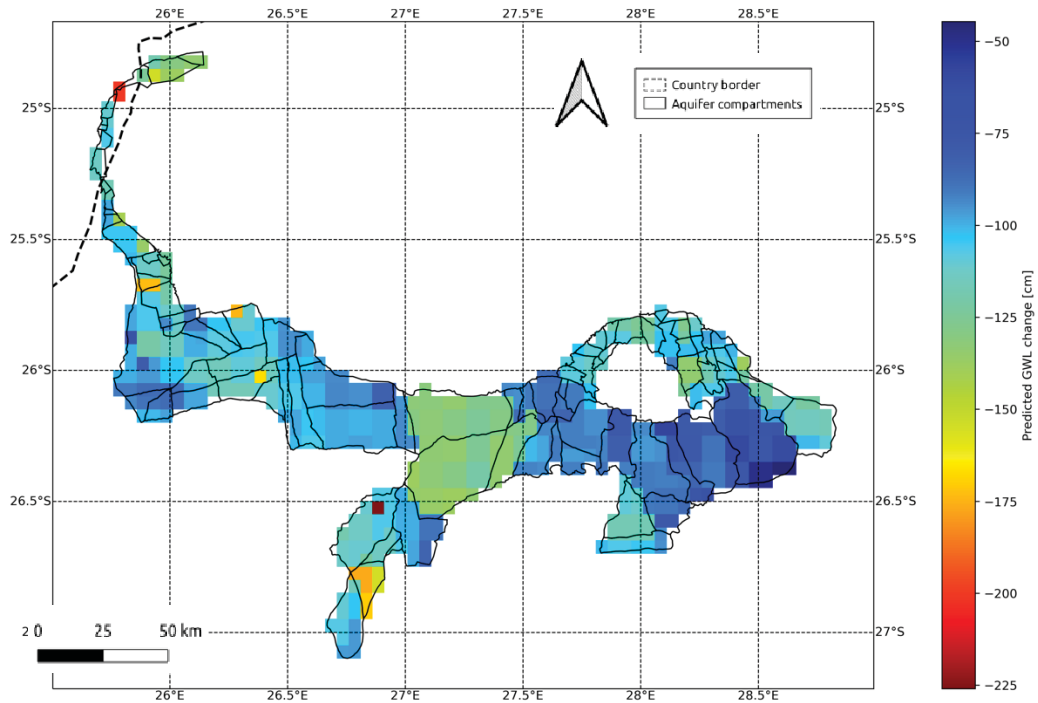 26°E 26.5°E 27°E 27.5°E 28°E 28.5°E
Country border
Aquifer compartments
25°S 25°S
25.5°S 25.5°S
26°S 26°S
26.5°S 26.5°S
2 27°S
0 25 50 km
26°E 26.5°E 27°E 27.5°E 28°E 28.5°E
−50
−75
−100
−125
−150
−175
−200
−225
Predicted GWL change [cm]